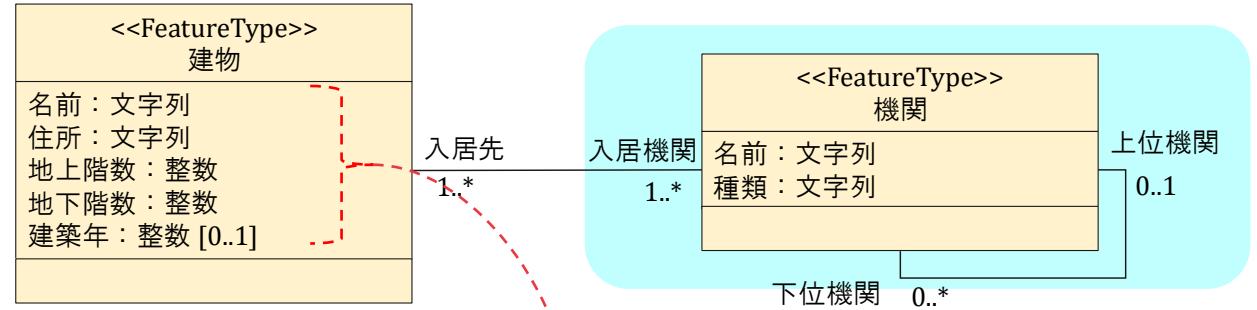 <<FeatureType>>
建物
名前：文字列
住所：文字列
地上階数：整数
地下階数：整数
建築年：整数 [0..1]
入居先
1..*
入居機関
1..*
<<FeatureType>>
機関
名前：文字列
種類：文字列
上位機関
0..1
下位機関
0..*